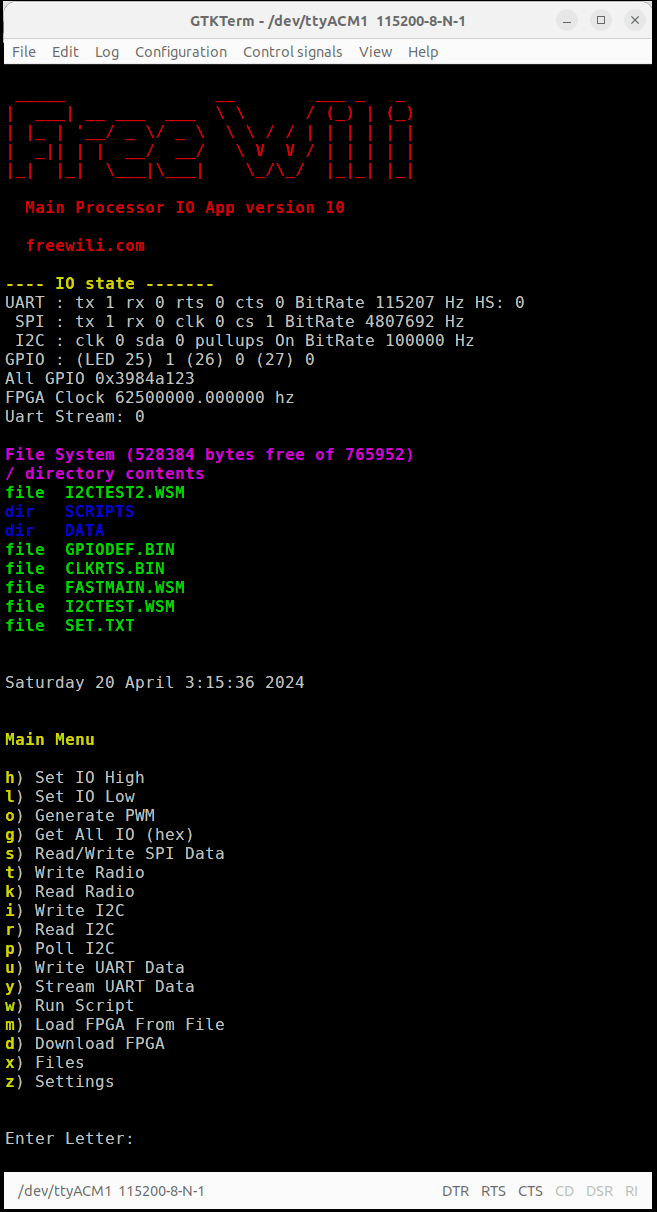 GTKTerm - /dev/ttyACM1 115200-8-N-1
File Edit Log Configuration Control signals View Help
FreeWili
Main Processor IO App version 10
freewili.com
---- IO state -------
UART : tx 1 rx 0 rts 0 cts 0 BitRate 115207 Hz HS: 0
SPI : tx 1 rx 0 clk 0 cs 1 BitRate 4807692 Hz
I2C : clk 0 sda 0 pullups On BitRate 100000 Hz
GPIO : (LED 25) 1 (26) 0 (27) 0
All GPIO 0x3984a123
FPGA Clock 62500000.000000 hz
Uart Stream: 0
File System (528384 bytes free of 765952)
/ directory contents
file I2CTEST2.WSM
dir SCRIPTS
dir DATA
file GPIODEF.BIN
file CLKRTS.BIN
file FASTMAIN.WSM
file I2CTEST.WSM
file SET.TXT
Saturday 20 April 3:15:36 2024
Main Menu
h) Set IO High
l) Set IO Low
o) Generate PWM
g) Get All IO (hex)
s) Read/Write SPI Data
t) Write Radio
k) Read Radio
i) Write I2C
r) Read I2C
p) Poll I2C
u) Write UART Data
y) Stream UART Data
w) Run Script
m) Load FPGA From File
d) Download FPGA
x) Files
z) Settings
Enter Letter:
/dev/ttyACM1 115200-8-N-1 DTR RTS CTS CD DSR RI